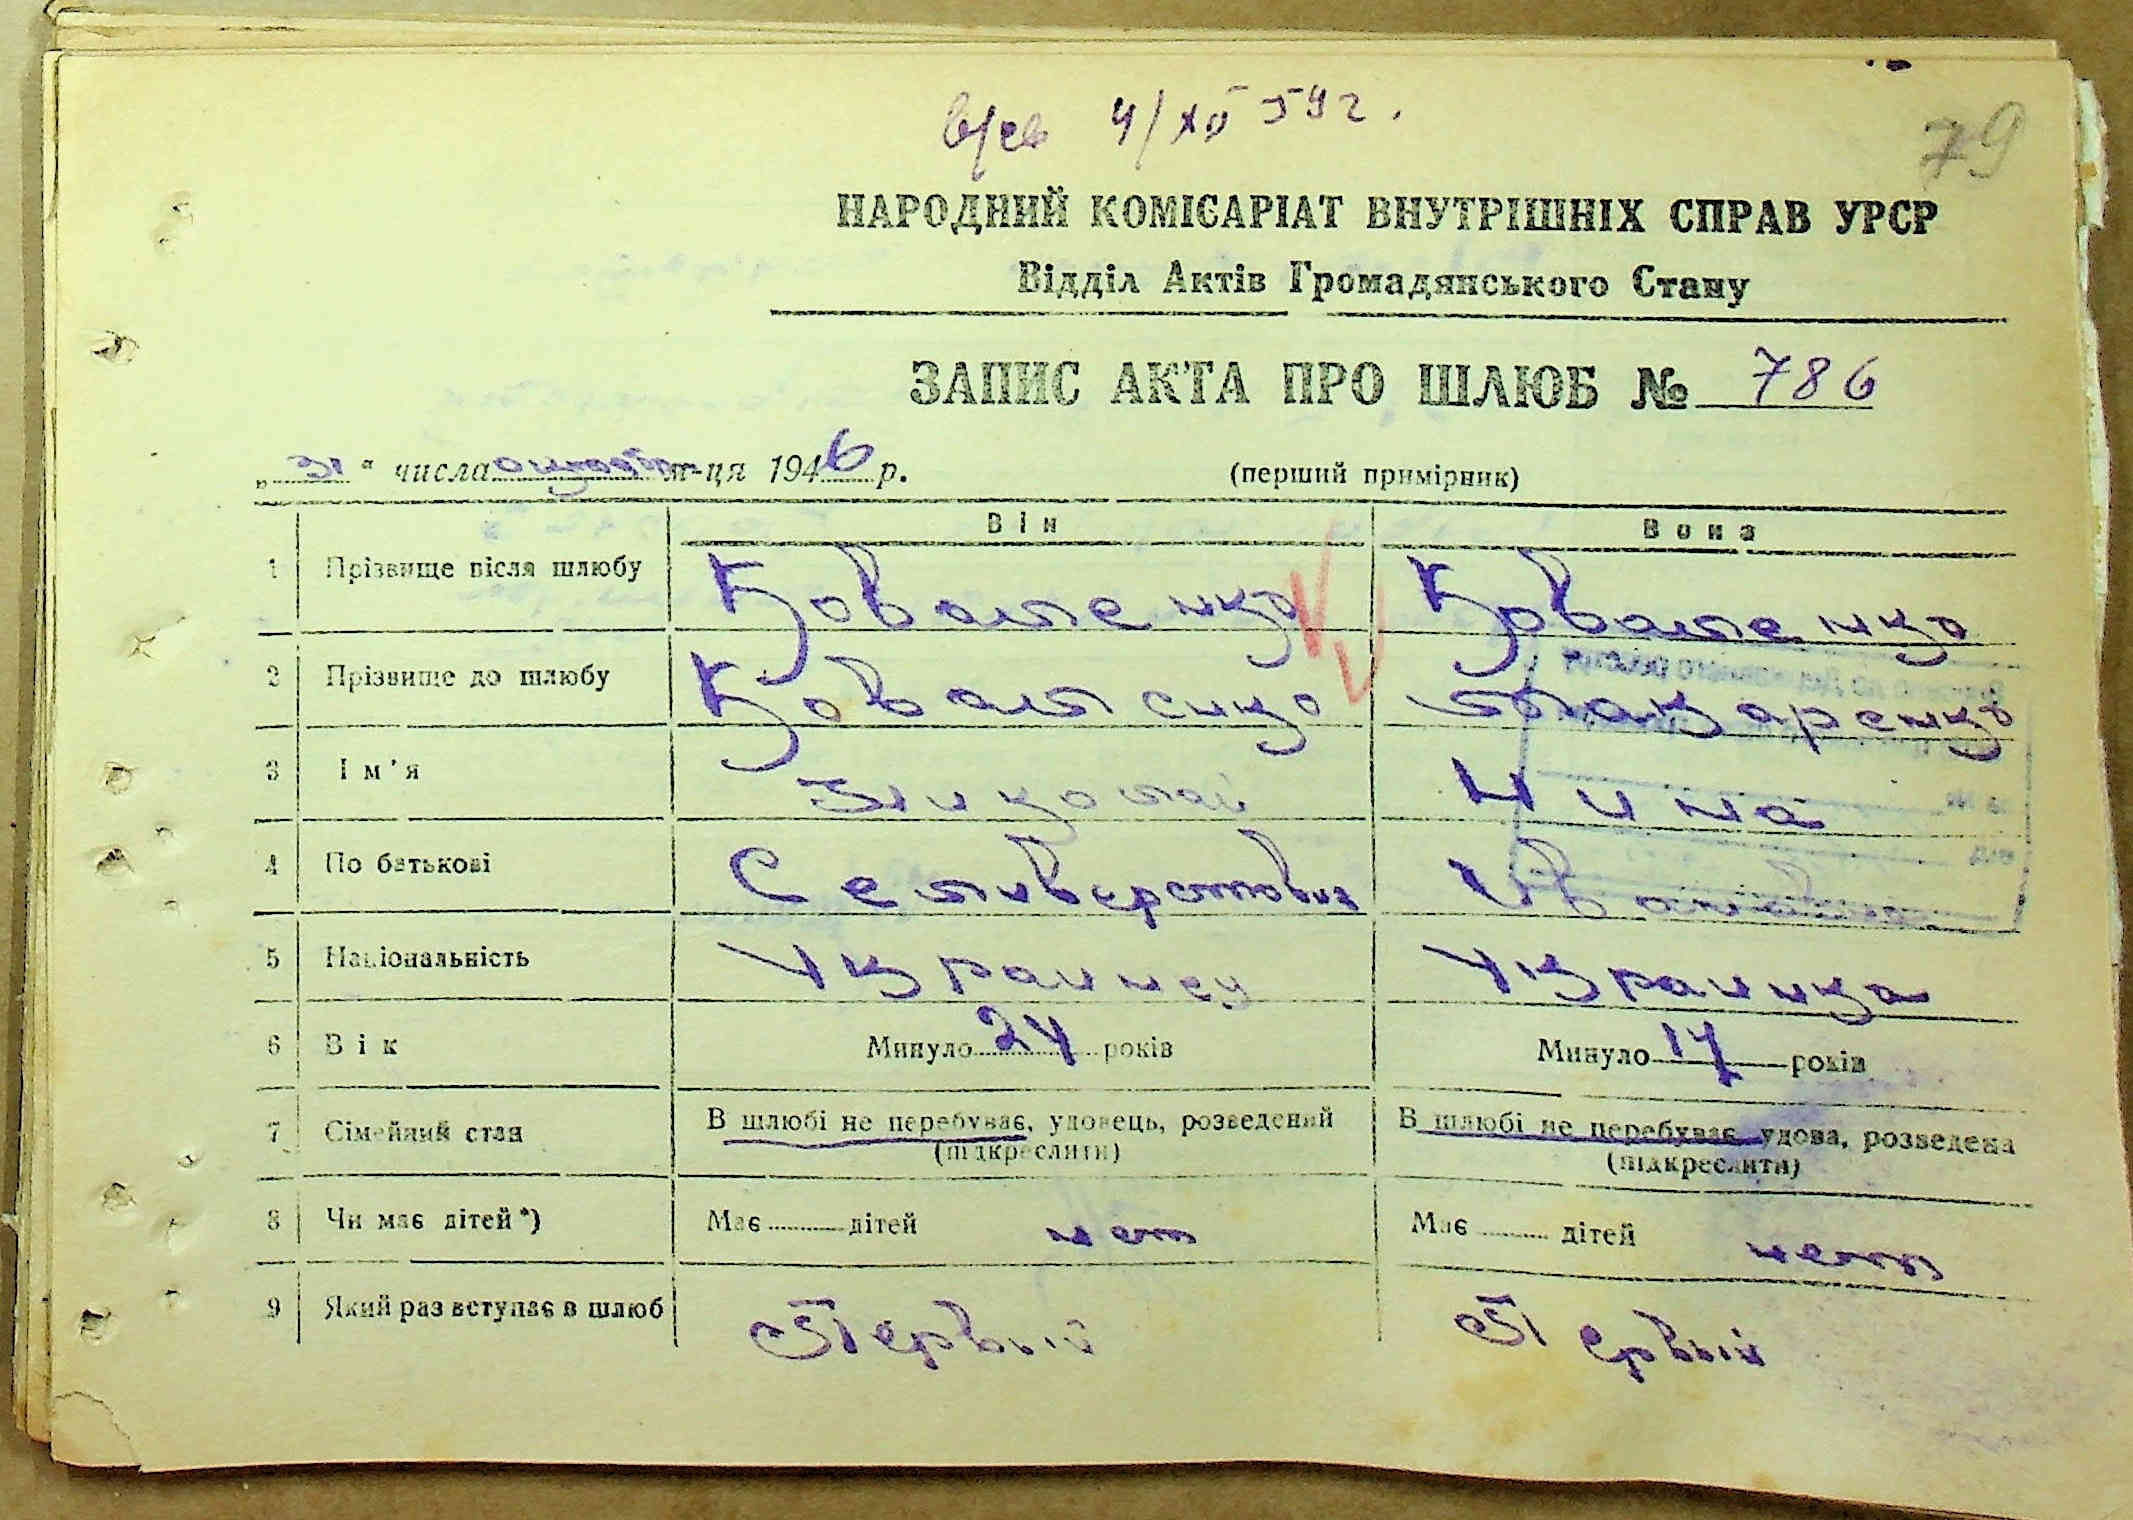 79
НАРОДНИЙ КОМІСАРІАТ ВНУТРІШНІХ СПРАВ УРСР
Відділ Актів Громадянського Стану
ЗАПИС АКТА ПРО ШЛЮБ № 786
„31“ числа октября м-ця 1946 р. (перший примірник)
Він Вона
1 Прізвище після шлюбу Коваленко Коваленко
2 Прізвище до шлюбу Коваленко Макаренко
3 Ім'я Николай Нина
4 По батькові Селиверстович Ивановна
5 Національність Украинец Украинка
6 Вік Минуло 24 років Минуло 17 років
7 Сімейний стан В шлюбі не перебуває, удовець, розведений В шлюбі не перебуває, удова, розведена
(підкреслити) (підкреслити)
8 Чи має дітей*) Має дітей нет Має дітей нет
9 Який раз вступає в шлюб Первый Первый